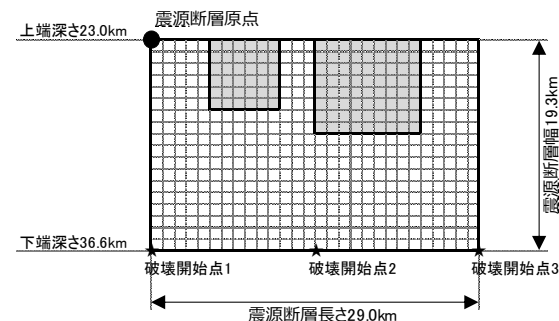 震源断層原点
上端深さ23.0km
震源断層幅19.3km
下端深さ36.6km
破壊開始点1
破壊開始点2
破壊開始点3
震源断層長さ29.0km